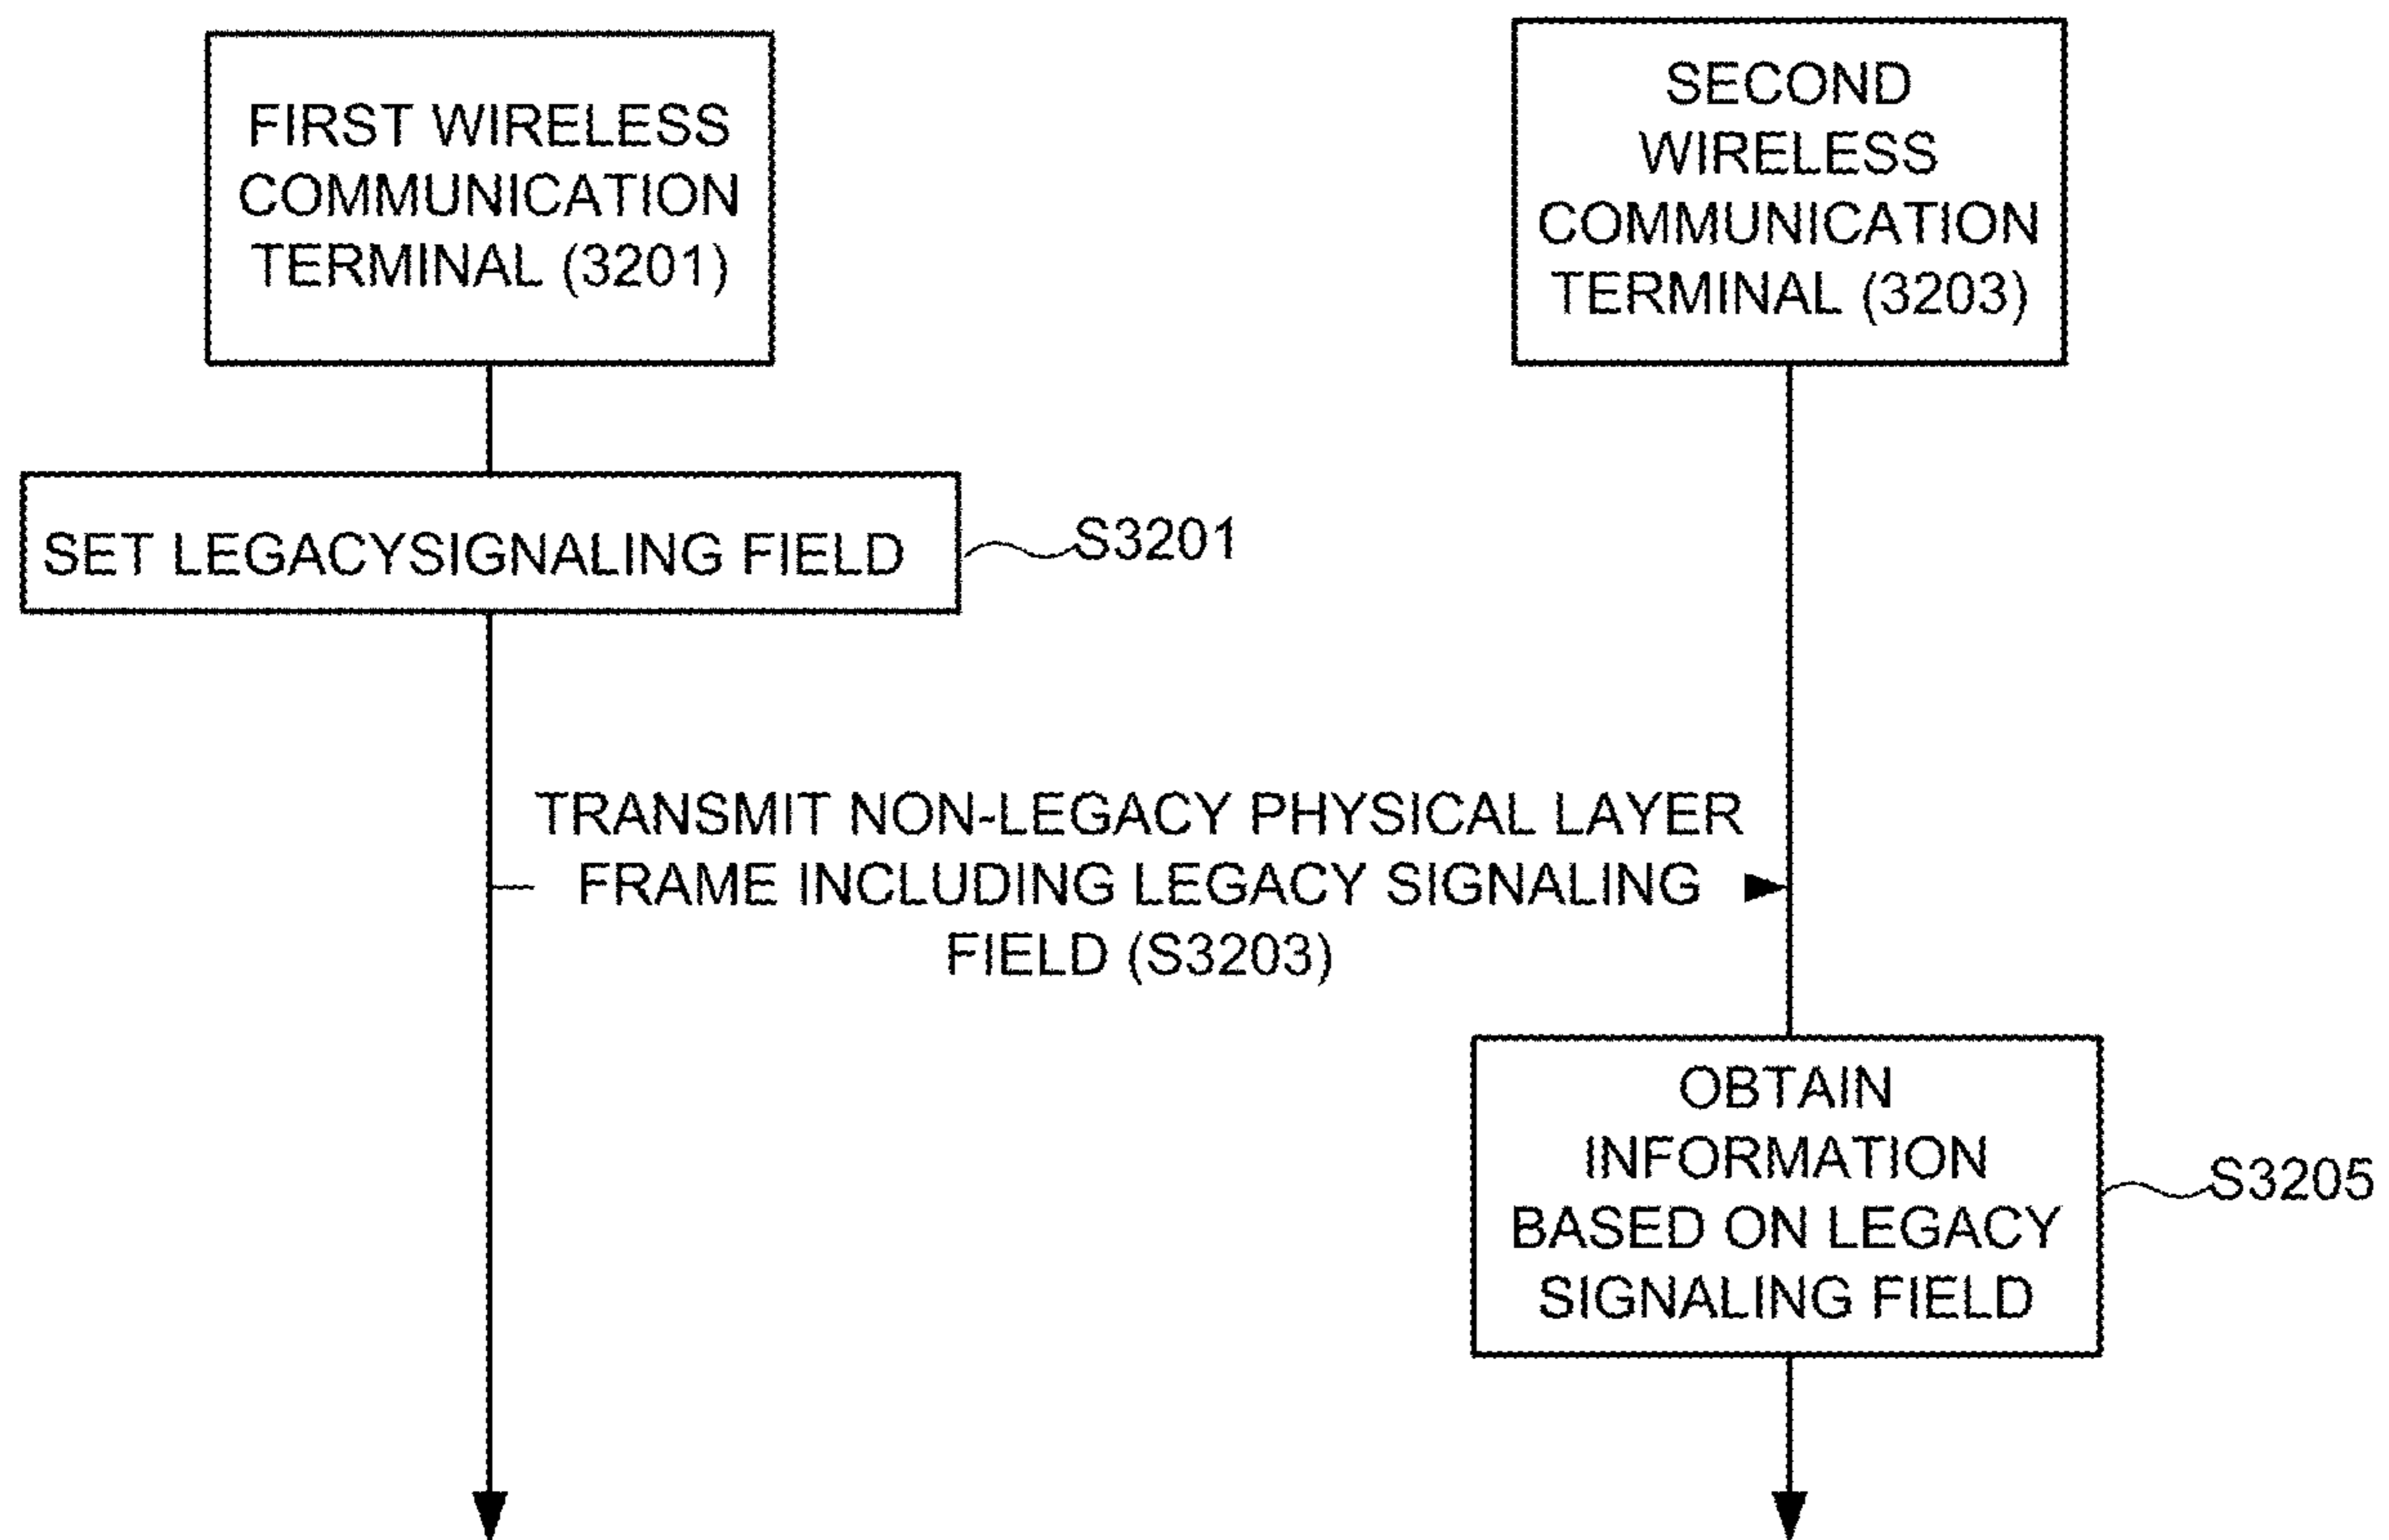 FIRST WIRELESS
COMMUNICATION
TERMINAL (3201)
SECOND
WIRELESS
COMMUNICATION
TERMINAL (3203)
SET LEGACYSIGNALING FIELD
S3201
TRANSMIT NON-LEGACY PHYSICAL LAYER
FRAME INCLUDING LEGACY SIGNALING
FIELD (S3203)
OBTAIN
INFORMATION
BASED ON LEGACY
SIGNALING FIELD
S3205